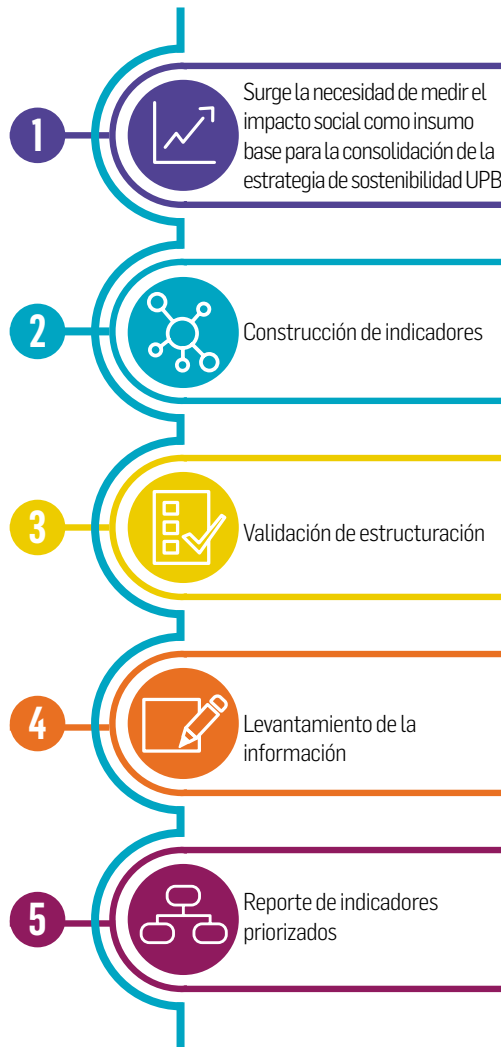 1
Surge la necesidad de medir el
impacto social como insumo
base para la consolidación de la
estrategia de sostenibilidad UPB
2
Construcción de indicadores
3
Validación de estructuración
4
Levantamiento de la
información
5
Reporte de indicadores
priorizados